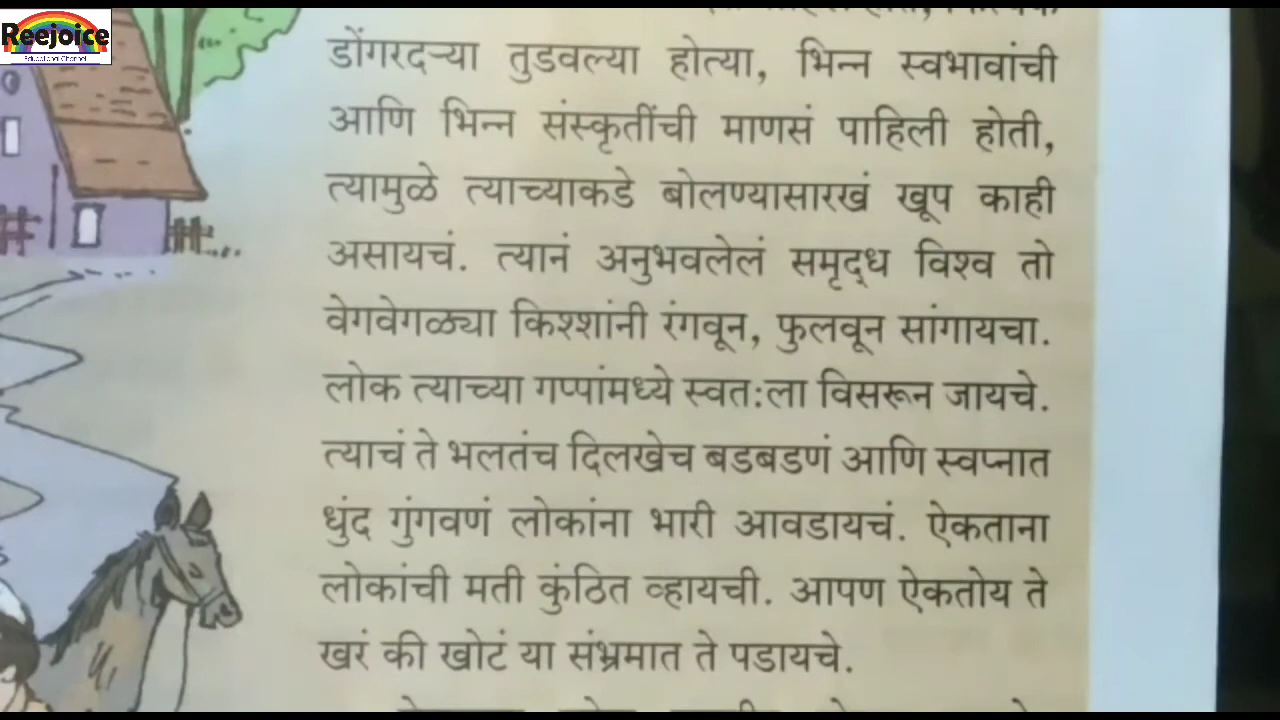 Reejoice
Educational Channel
डोंगरदऱ्या तुडवल्या होत्या, भिन्न स्वभावांची
आणि भिन्न संस्कृतींची माणसं पाहिली होती,
त्यामुळे त्याच्याकडे बोलण्यासारखं खूप काही
असायचं. त्यानं अनुभवलेलं समृद्ध विश्व तो
वेगवेगळ्या किश्शांनी रंगवून, फुलवून सांगायचा.
लोक त्याच्या गप्पांमध्ये स्वतःला विसरून जायचे.
त्याचं ते भलतंच दिलखेच बडबडणं आणि स्वप्नात
धुंद गुंगवणं लोकांना भारी आवडायचं. ऐकताना
लोकांची मती कुंठित व्हायची. आपण ऐकतोय ते
खरं की खोटं या संभ्रमात ते पडायचे.